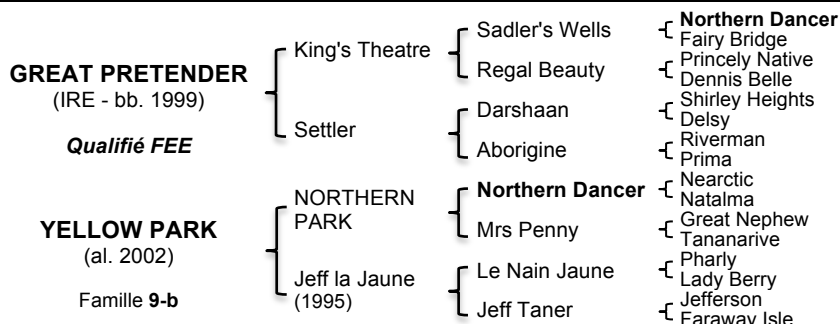 GREAT PRETENDER
(IRE - bb. 1999)
Qualifié FEE
King's Theatre
Settler
Sadler's Wells
Regal Beauty
Darshaan
Aborigine
Northern Dancer
Fairy Bridge
Princely Native
Dennis Belle
Shirley Heights
Delsy
Riverman
Prima
YELLOW PARK
(al. 2002)
Famille 9-b
NORTHERN
PARK
Jeff la Jaune
(1995)
Northern Dancer
Mrs Penny
Le Nain Jaune
Jeff Taner
Nearctic
Natalma
Great Nephew
Tananarive
Pharly
Lady Berry
Jefferson
Faraway Isle